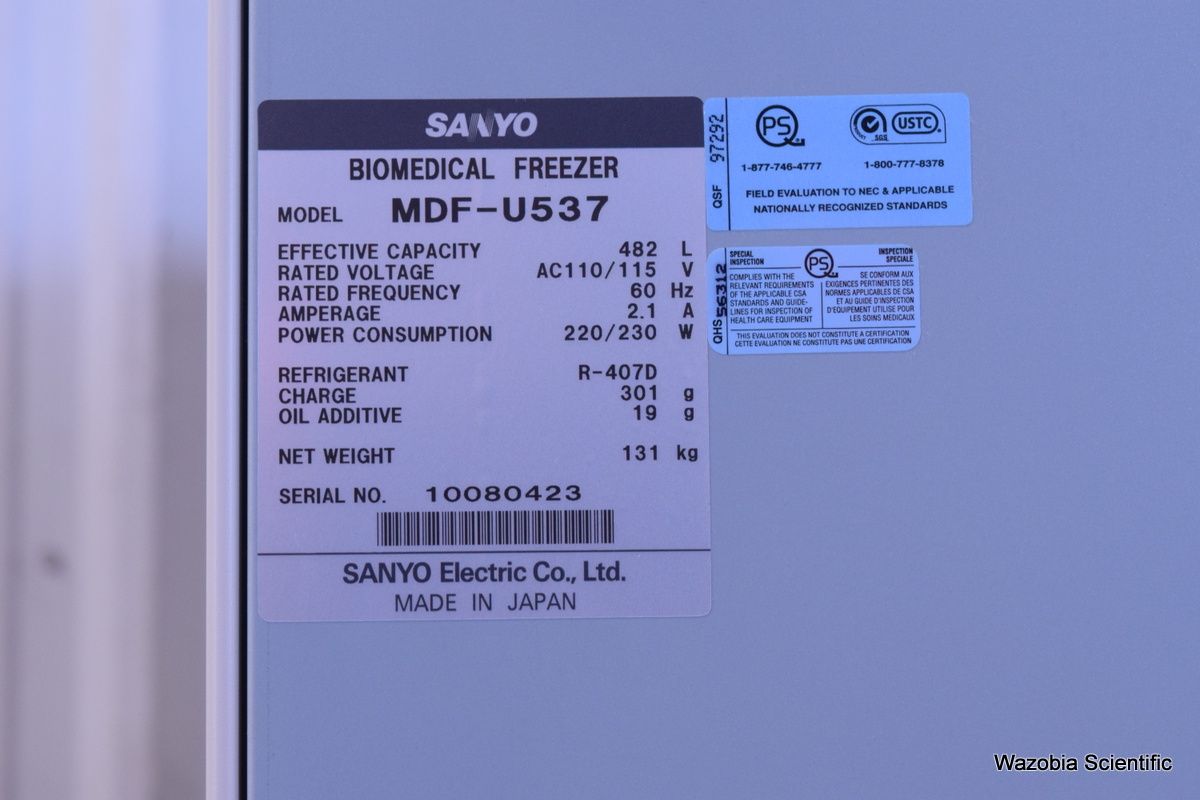 SANYO
BIOMEDICAL FREEZER
MODEL MDF-U537
EFFECTIVE CAPACITY 482 L
RATED VOLTAGE AC110/115 V
RATED FREQUENCY 60 Hz
AMPERAGE 2.1 A
POWER CONSUMPTION 220/230 W
REFRIGERANT R-407D
CHARGE 301 g
OIL ADDITIVE 19 g
NET WEIGHT 131 kg
SERIAL NO. 10080423
SANYO Electric Co., Ltd.
MADE IN JAPAN
QSF 97292
PS
SGS
USTC
1-877-746-4777 1-800-777-8378
FIELD EVALUATION TO NEC & APPLICABLE
NATIONALLY RECOGNIZED STANDARDS
QHS 56312
SPECIAL
INSPECTION
PS
INSPECTION
SPECIALE
COMPLIES WITH THE
RELEVANT REQUIREMENTS
OF THE APPLICABLE CSA
STANDARDS AND GUIDE-
LINES FOR INSPECTION OF
HEALTH CARE EQUIPMENT
SE CONFORM AUX
EXIGENCES PERTINENTES DES
NORMES APPLICABLES DE CSA
ET AU GUIDE D'INSPECTION
D'EQUIPEMENT UTILISE POUR
LES SOINS MEDICAUX
THIS EVALUATION DOES NOT CONSTITUTE A CERTIFICATION
CETTE EVALUATION NE CONSTITUTE PAS UNE CERTIFICATION
Wazobia Scientific